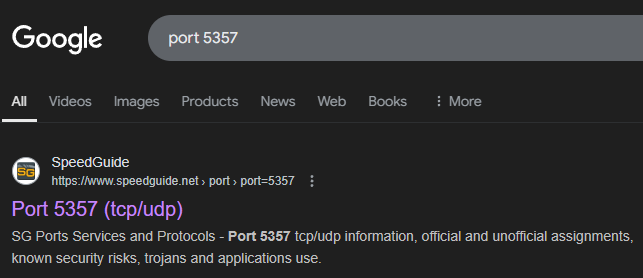 Google
port 5357
All Videos Images Products News Web Books More
SG
SpeedGuide
https://www.speedguide.net › port › port=5357
Port 5357 (tcp/udp)
SG Ports Services and Protocols - Port 5357 tcp/udp information, official and unofficial assignments,
known security risks, trojans and applications use.